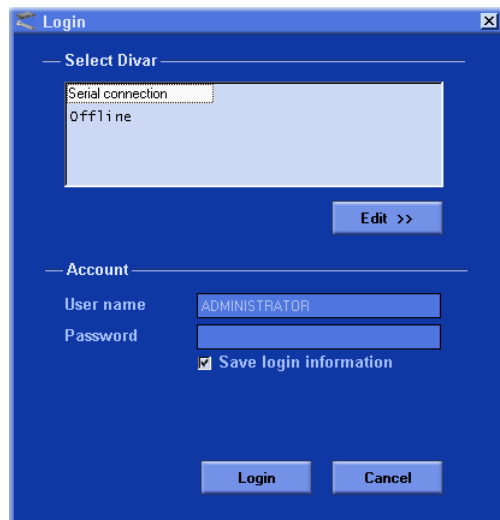 Login
Select Divar
Serial connection
Offline
Edit >>
Account
User name ADMINISTRATOR
Password
Save login information
Login Cancel